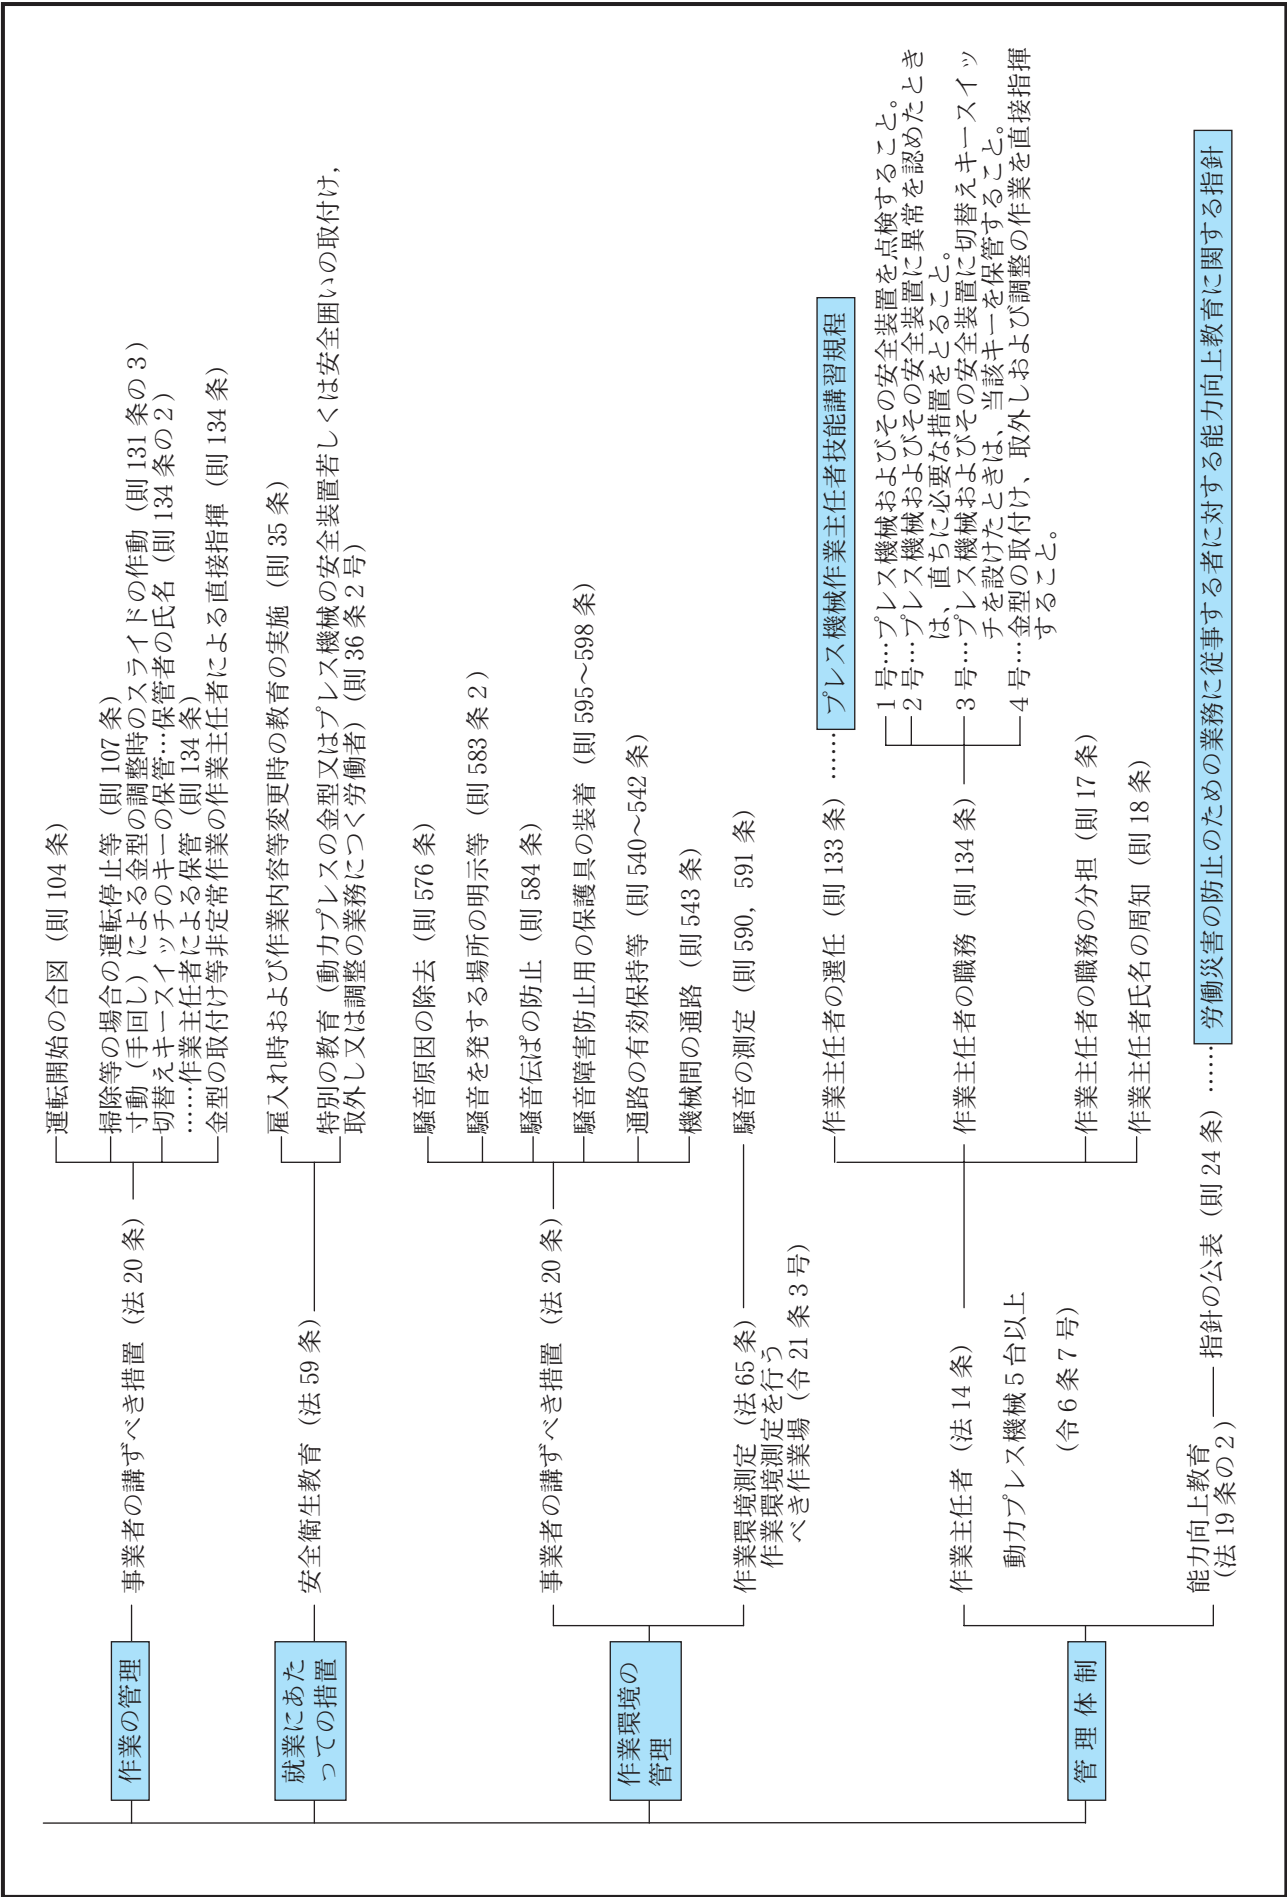 作業の管理
事業者の講ずべき措置（法20条）
運転開始の合図（則104条）
掃除等の場合の運転停止等（則107条）
寸動（手回し）による金型の調整時のスライドの作動（則131条の3）
切替えキースイッチのキーの保管…保管者の氏名（則134条の2）
……作業主任者による保管（則134条）
金型の取付け等非定常作業の作業主任者による直接指揮（則134条）
就業にあた
っての措置
安全衛生教育（法59条）
雇入れ時および作業内容等変更時の教育の実施（則35条）
特別の教育（動力プレスの金型又はプレス機械の安全装置若しくは安全囲いの取付け，
取外し又は調整の業務につく労働者）（則36条2号）
作業環境の
管理
事業者の講ずべき措置（法20条）
騒音原因の除去（則576条）
騒音を発する場所の明示等（則583条2）
騒音伝ぱの防止（則584条）
騒音障害防止用の保護具の装着（則595〜598条）
通路の有効保持等（則540〜542条）
機械間の通路（則543条）
作業環境測定（法65条）
作業環境測定を行う
べき作業場（令21条3号）
騒音の測定（則590，591条）
管理体制
作業主任者（法14条）
動力プレス機械5台以上
（令6条7号）
作業主任者の選任（則133条）……プレス機械作業主任者技能講習規程
作業主任者の職務（則134条）
1号…プレス機械およびその安全装置を点検すること。
2号…プレス機械およびその安全装置に異常を認めたとき
は、直ちに必要な措置をとること。
3号…プレス機械およびその安全装置に切替えキースイッ
チを設けたときは、当該キーを保管すること。
4号…金型の取付け、取外しおよび調整の作業を直接指揮
すること。
作業主任者の職務の分担（則17条）
作業主任者氏名の周知（則18条）
能力向上教育
（法19条の2）
指針の公表（則24条）……労働災害の防止のための業務に従事する者に対する能力向上教育に関する指針